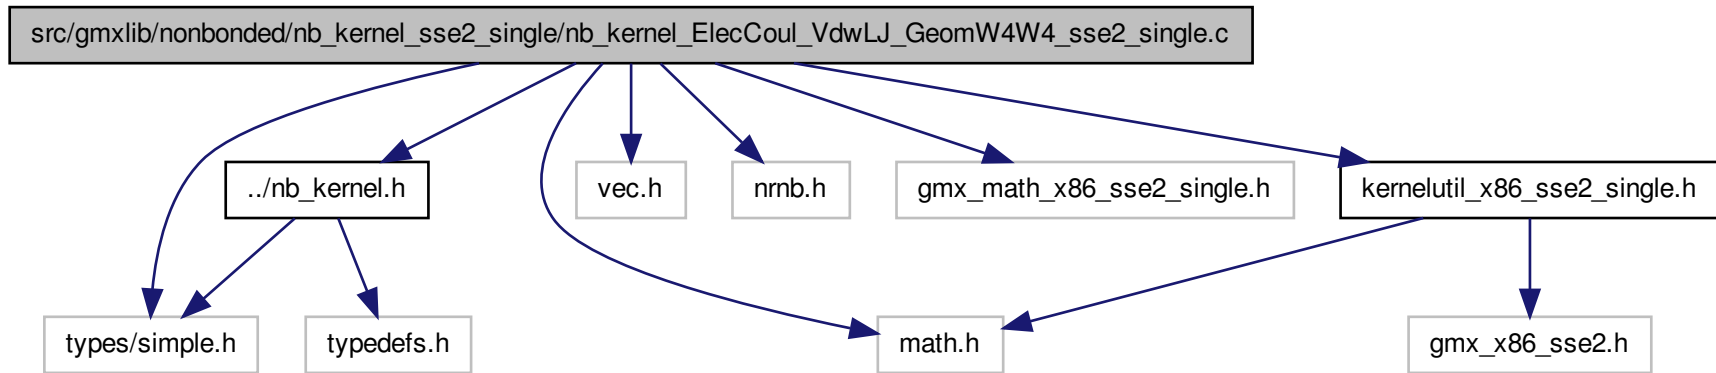 src/gmxlib/nonbonded/nb_kernel_sse2_single/nb_kernel_ElecCoul_VdwLJ_GeomW4W4_sse2_single.c
../nb_kernel.h
vec.h
nrnb.h
gmx_math_x86_sse2_single.h
kernelutil_x86_sse2_single.h
types/simple.h
typedefs.h
math.h
gmx_x86_sse2.h